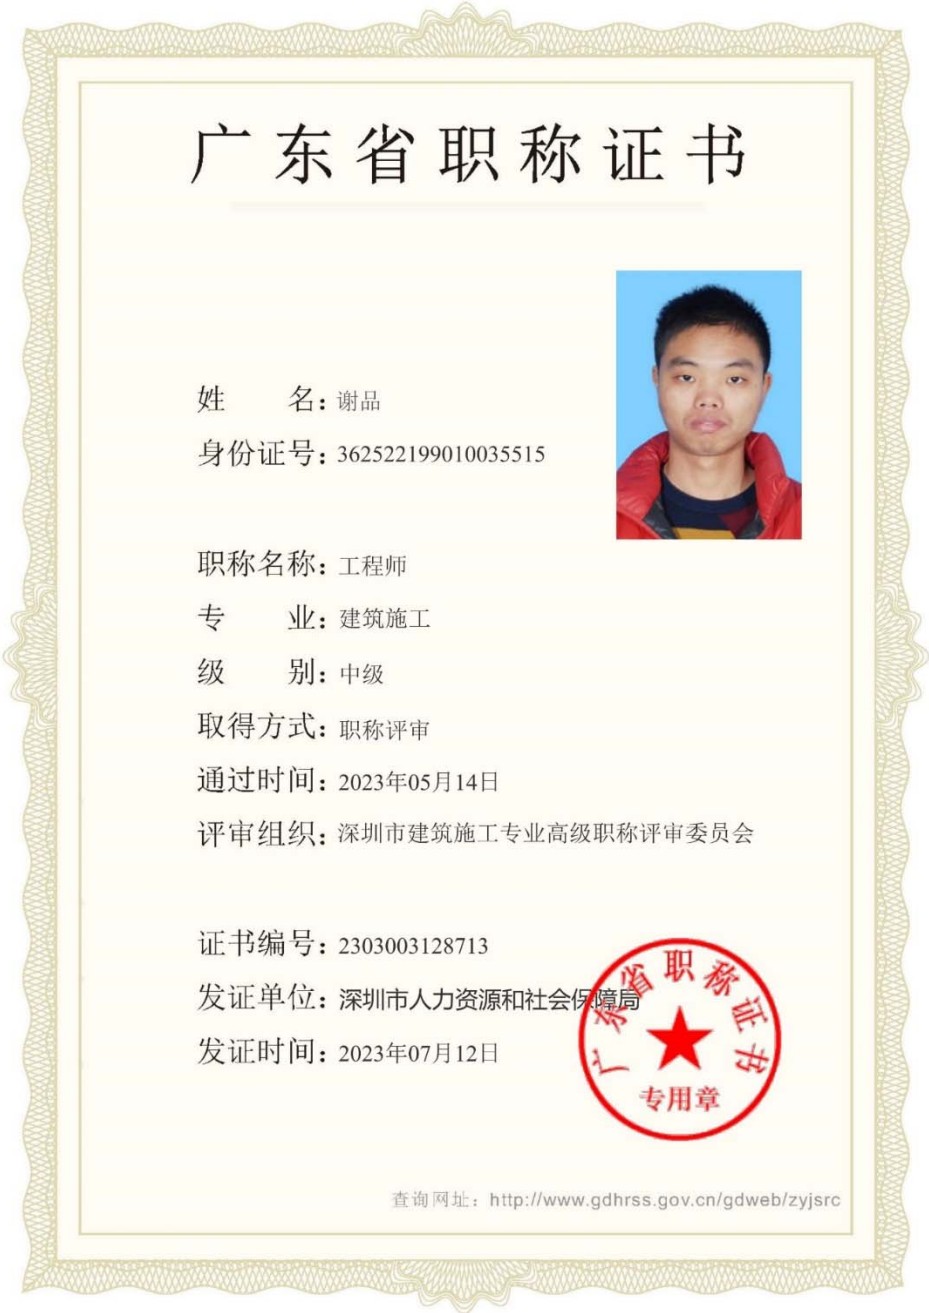 广东省职称证书
姓 名：谢品
身份证号：362522199010035515
职称名称：工程师
专 业：建筑施工
级 别：中级
取得方式：职称评审
通过时间：2023年05月14日
评审组织：深圳市建筑施工专业高级职称评审委员会
证书编号：2303003128713
发证单位：深圳市人力资源和社会保障局
发证时间：2023年07月12日
广东省职称证书
专用章
查询网址：http://www.gdhrss.gov.cn/gdweb/zyjsrc